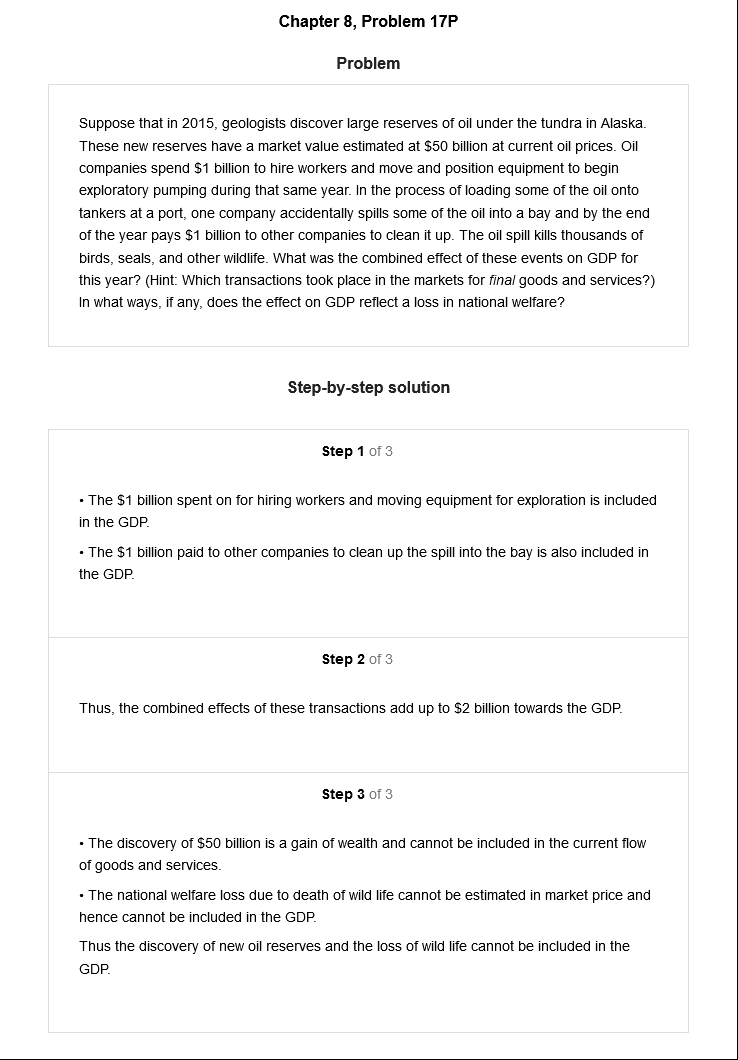 Chapter 8, Problem 17P
Problem
Suppose that in 2015, geologists discover large reserves of oil under the tundra in Alaska.
These new reserves have a market value estimated at $50 billion at current oil prices. Oil
companies spend $1 billion to hire workers and move and position equipment to begin
exploratory pumping during that same year. In the process of loading some of the oil onto
tankers at a port, one company accidentally spills some of the oil into a bay and by the end
of the year pays $1 billion to other companies to clean it up. The oil spill kills thousands of
birds, seals, and other wildlife. What was the combined effect of these events on GDP for
this year? (Hint: Which transactions took place in the markets for final goods and services?)
In what ways, if any, does the effect on GDP reflect a loss in national welfare?
Step-by-step solution
Step 1 of 3
• The $1 billion spent on for hiring workers and moving equipment for exploration is included
in the GDP.
• The $1 billion paid to other companies to clean up the spill into the bay is also included in
the GDP.
Step 2 of 3
Thus, the combined effects of these transactions add up to $2 billion towards the GDP.
Step 3 of 3
• The discovery of $50 billion is a gain of wealth and cannot be included in the current flow
of goods and services.
• The national welfare loss due to death of wild life cannot be estimated in market price and
hence cannot be included in the GDP.
Thus the discovery of new oil reserves and the loss of wild life cannot be included in the
GDP.